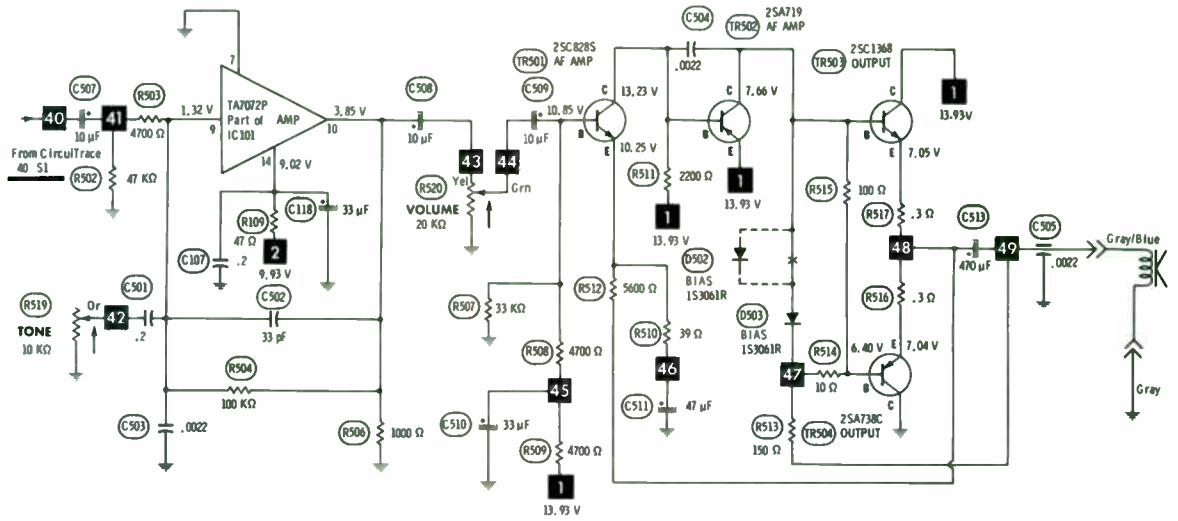 40
From CircuiTrace
40 S1
C507
10 µF
41
R502
47 KΩ
R503
4700 Ω
1.32 V
9
7
TA7072P
Part of
IC101
AMP
3.85 V
10
14
9.02 V
R109
47 Ω
2
9.93 V
C118
33 µF
C107
.2
R519
TONE
10 KΩ
Or
42
C501
.2
C502
33 pF
R504
100 KΩ
C503
.0022
R506
1000 Ω
C508
10 µF
43
Yel
R520
VOLUME
20 KΩ
44
Grn
C509
10 µF
2SC828S
TR501
AF AMP
10.85 V
B
C
13.23 V
E
10.25 V
R507
33 KΩ
R508
4700 Ω
45
C510
33 µF
R509
4700 Ω
1
13.93 V
R511
2200 Ω
1
13.93 V
R512
5600 Ω
R510
39 Ω
46
C511
47 µF
C504
.0022
2SA719
TR502
AF AMP
C
7.66 V
B
E
1
13.93 V
D502
BIAS
1S3061R
D503
BIAS
1S3061R
47
R514
10 Ω
R513
150 Ω
R515
100 Ω
2SC1368
TR503
OUTPUT
C
B
E
7.05 V
1
13.93V
R517
.3 Ω
48
R516
.3 Ω
6.40 V
E
7.04 V
B
C
2SA738C
TR504
OUTPUT
C513
470 µF
49
C505
.0022
Gray/Blue
Gray